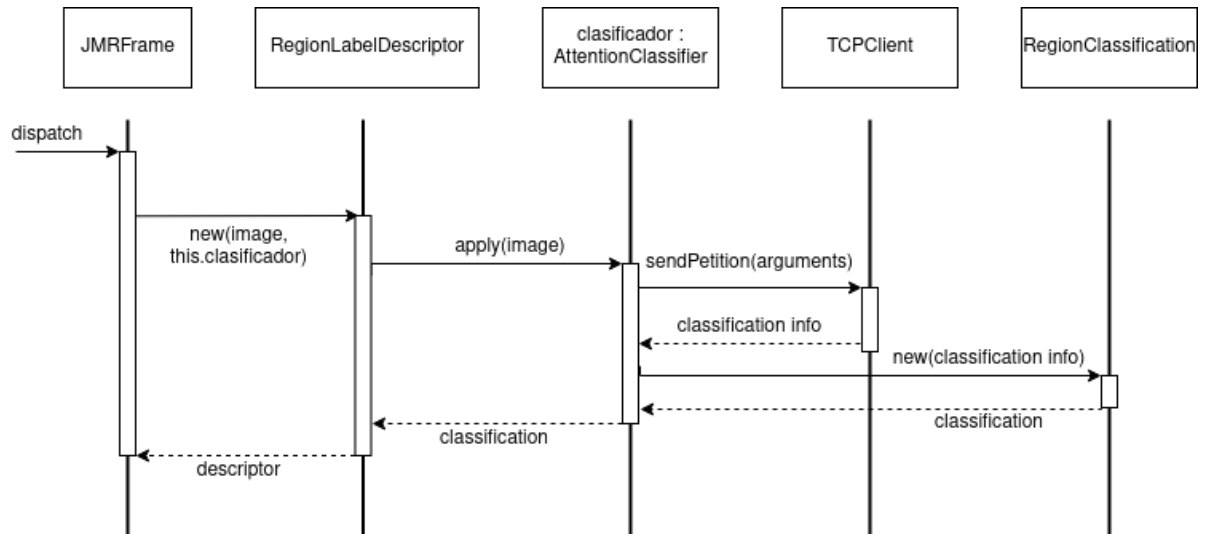 JMRFrame
RegionLabelDescriptor
clasificador :
AttentionClassifier
TCPClient
RegionClassification
dispatch
new(image,
this.clasificador)
apply(image)
sendPetition(arguments)
classification info
new(classification info)
classification
classification
descriptor